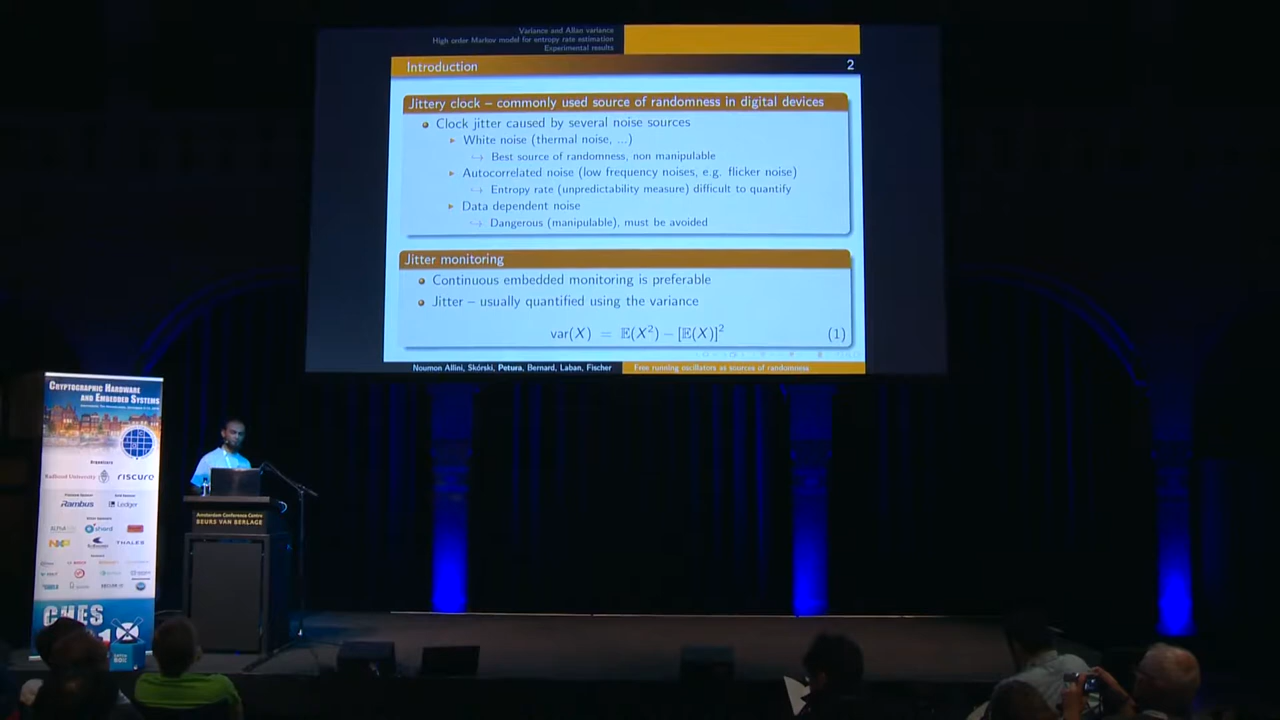 Variance and Allan variance
High order Markov model for entropy rate estimation
Experimental results
Introduction 2
Jittery clock – commonly used source of randomness in digital devices
Clock jitter caused by several noise sources
White noise (thermal noise, ...)
↪ Best source of randomness, non manipulable
Autocorrelated noise (low frequency noises, e.g. flicker noise)
↪ Entropy rate (unpredictability measure) difficult to quantify
Data dependent noise
↪ Dangerous (manipulable), must be avoided
Jitter monitoring
Continuous embedded monitoring is preferable
Jitter – usually quantified using the variance
var(X) = 𝔼(X²) − [𝔼(X)]² (1)
Noumon Allini, Skórski, Petura, Bernard, Laban, Fischer
Free running oscillators as sources of randomness
Cryptographic Hardware
and Embedded Systems
Organizers
Radboud University
riscure
Rambus
Ledger
NXP
THALES
CHES
Amsterdam Conference Centre
BEURS VAN BERLAGE